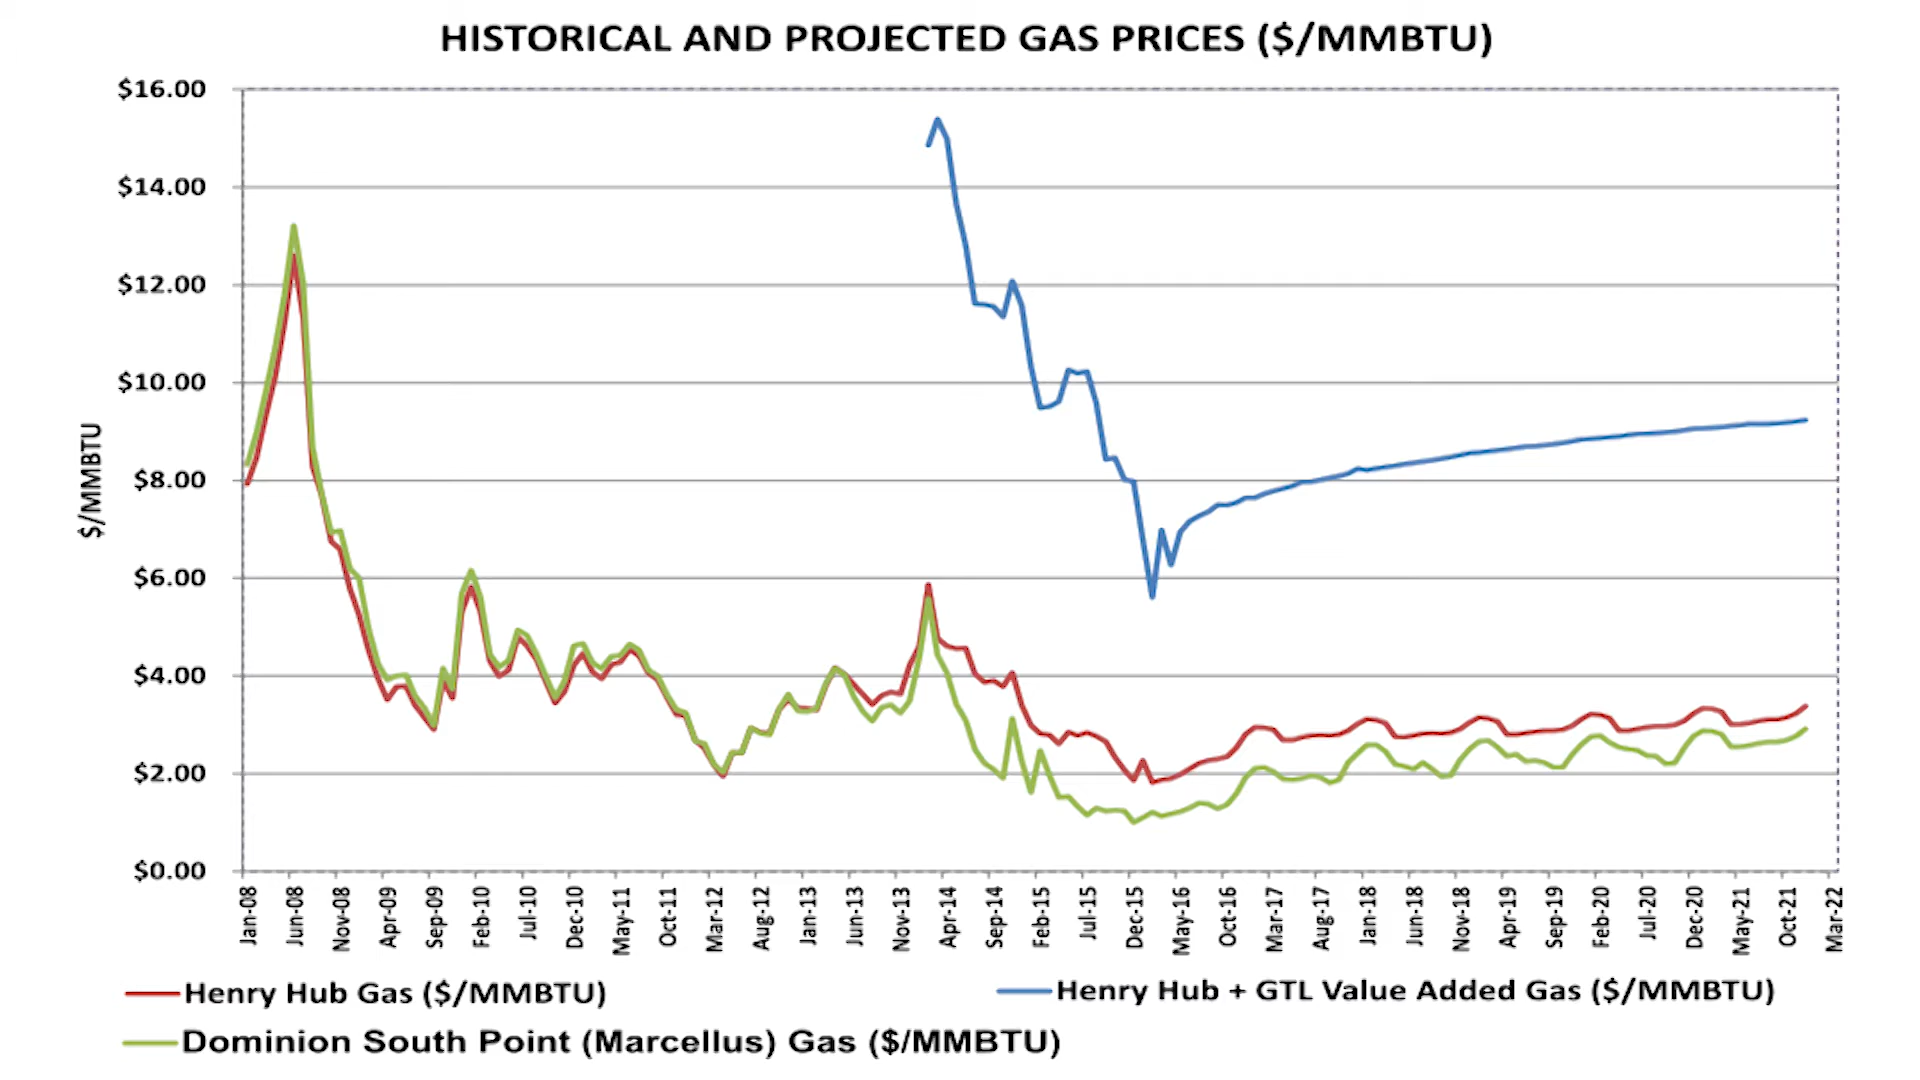 HISTORICAL AND PROJECTED GAS PRICES ($/MMBTU)
$16.00
$14.00
$12.00
$10.00
$8.00
$6.00
$4.00
$2.00
$0.00
$/MMBTU
Jan-08 Jun-08 Nov-08 Apr-09 Sep-09 Feb-10 Jul-10 Dec-10 May-11 Oct-11 Mar-12 Aug-12 Jan-13 Jun-13 Nov-13 Apr-14 Sep-14 Feb-15 Jul-15 Dec-15 May-16 Oct-16 Mar-17 Aug-17 Jan-18 Jun-18 Nov-18 Apr-19 Sep-19 Feb-20 Jul-20 Dec-20 May-21 Oct-21 Mar-22
Henry Hub Gas ($/MMBTU)
Henry Hub + GTL Value Added Gas ($/MMBTU)
Dominion South Point (Marcellus) Gas ($/MMBTU)